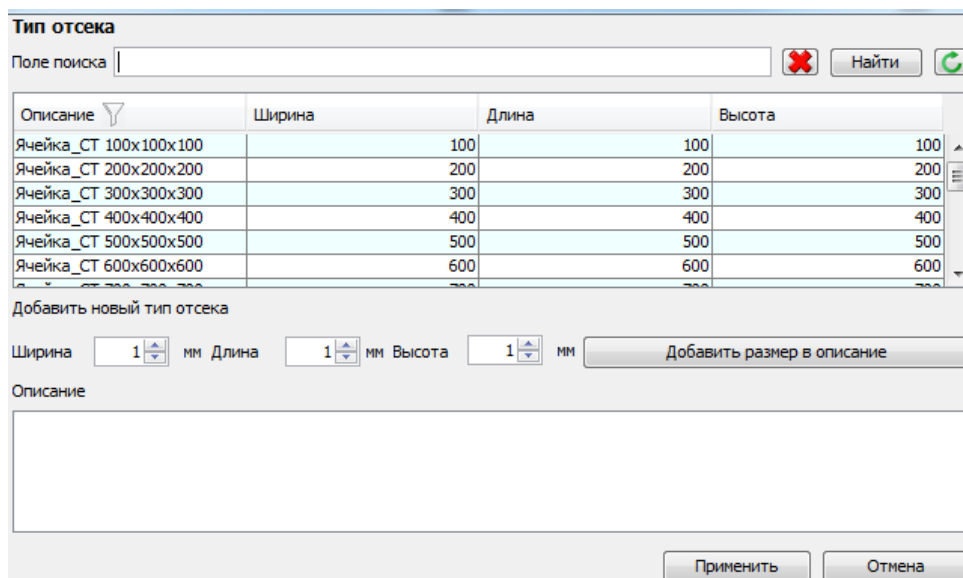 Тип отсека
Поле поиска Найти
Описание Ширина Длина Высота
Ячейка_СТ 100x100x100 100 100 100
Ячейка_СТ 200x200x200 200 200 200
Ячейка_СТ 300x300x300 300 300 300
Ячейка_СТ 400x400x400 400 400 400
Ячейка_СТ 500x500x500 500 500 500
Ячейка_СТ 600x600x600 600 600 600
Добавить новый тип отсека
Ширина 1 мм Длина 1 мм Высота 1 мм Добавить размер в описание
Описание
Применить Отмена